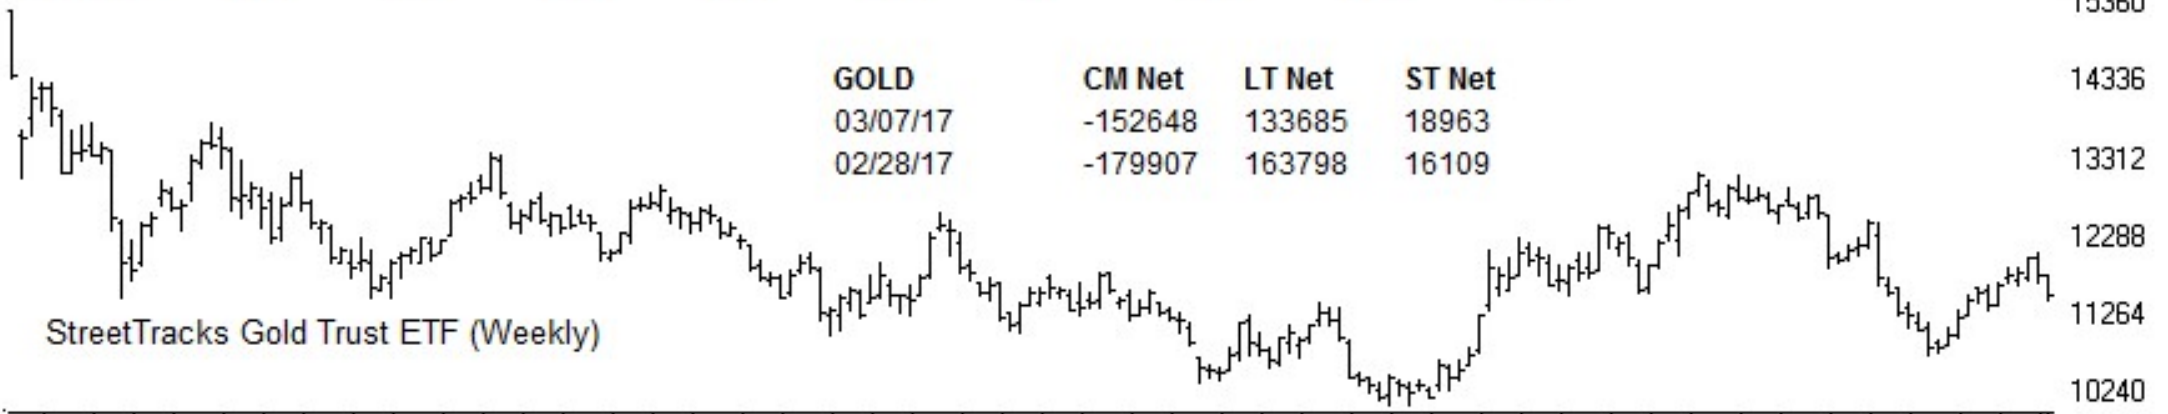 15360
GOLD CM Net LT Net ST Net
14336
03/07/17 -152648 133685 18963
02/28/17 -179907 163798 16109
13312
12288
11264
StreetTracks Gold Trust ETF (Weekly)
10240